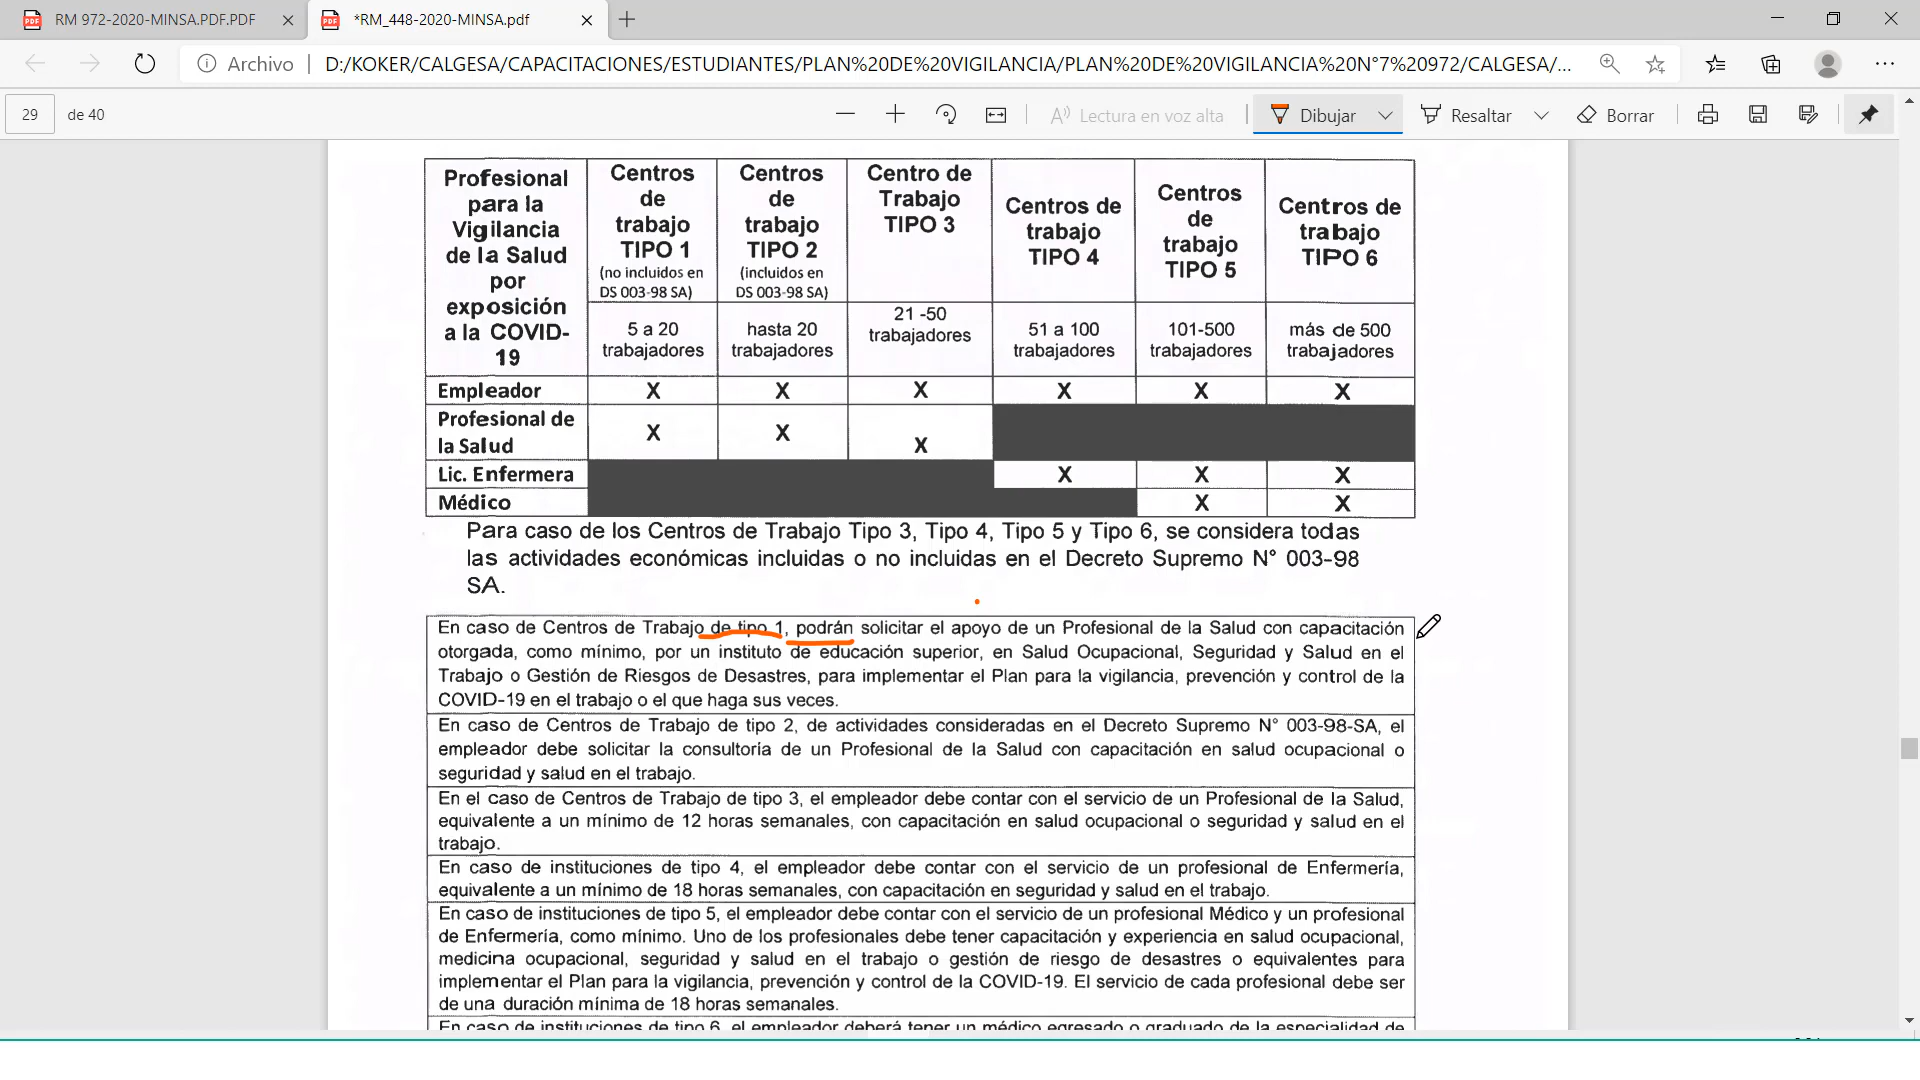 RM 972-2020-MINSA.PDF.PDF
*RM_448-2020-MINSA.pdf
Archivo
D:/KOKER/CALGESA/CAPACITACIONES/ESTUDIANTES/PLAN%20DE%20VIGILANCIA/PLAN%20DE%20VIGILANCIA%20N°7%20972/CALGESA/...
29 de 40
Lectura en voz alta
Dibujar
Resaltar
Borrar
Profesional
para la
Vigilancia
de la Salud
por
exposición
a la COVID-
19
Centros
de
trabajo
TIPO 1
(no incluidos en
DS 003-98 SA)
Centros
de
trabajo
TIPO 2
(incluidos en
DS 003-98 SA)
Centro de
Trabajo
TIPO 3
Centros de
trabajo
TIPO 4
Centros
de
trabajo
TIPO 5
Centros de
trabajo
TIPO 6
5 a 20
trabajadores
hasta 20
trabajadores
21 -50
trabajadores
51 a 100
trabajadores
101-500
trabajadores
más de 500
trabajadores
Empleador X X X X X X
Profesional de
la Salud X X X
Lic. Enfermera X X X
Médico X X
Para caso de los Centros de Trabajo Tipo 3, Tipo 4, Tipo 5 y Tipo 6, se considera todas
las actividades económicas incluidas o no incluidas en el Decreto Supremo N° 003-98
SA.
En caso de Centros de Trabajo de tipo 1, podrán solicitar el apoyo de un Profesional de la Salud con capacitación
otorgada, como mínimo, por un instituto de educación superior, en Salud Ocupacional, Seguridad y Salud en el
Trabajo o Gestión de Riesgos de Desastres, para implementar el Plan para la vigilancia, prevención y control de la
COVID-19 en el trabajo o el que haga sus veces.
En caso de Centros de Trabajo de tipo 2, de actividades consideradas en el Decreto Supremo N° 003-98-SA, el
empleador debe solicitar la consultoría de un Profesional de la Salud con capacitación en salud ocupacional o
seguridad y salud en el trabajo.
En el caso de Centros de Trabajo de tipo 3, el empleador debe contar con el servicio de un Profesional de la Salud,
equivalente a un mínimo de 12 horas semanales, con capacitación en salud ocupacional o seguridad y salud en el
trabajo.
En caso de instituciones de tipo 4, el empleador debe contar con el servicio de un profesional de Enfermería,
equivalente a un mínimo de 18 horas semanales, con capacitación en seguridad y salud en el trabajo.
En caso de instituciones de tipo 5, el empleador debe contar con el servicio de un profesional Médico y un profesional
de Enfermería, como mínimo. Uno de los profesionales debe tener capacitación y experiencia en salud ocupacional,
medicina ocupacional, seguridad y salud en el trabajo o gestión de riesgo de desastres o equivalentes para
implementar el Plan para la vigilancia, prevención y control de la COVID-19. El servicio de cada profesional debe ser
de una duración mínima de 18 horas semanales.
En caso de instituciones de tipo 6, el empleador deberá tener un médico egresado o graduado de la especialidad de